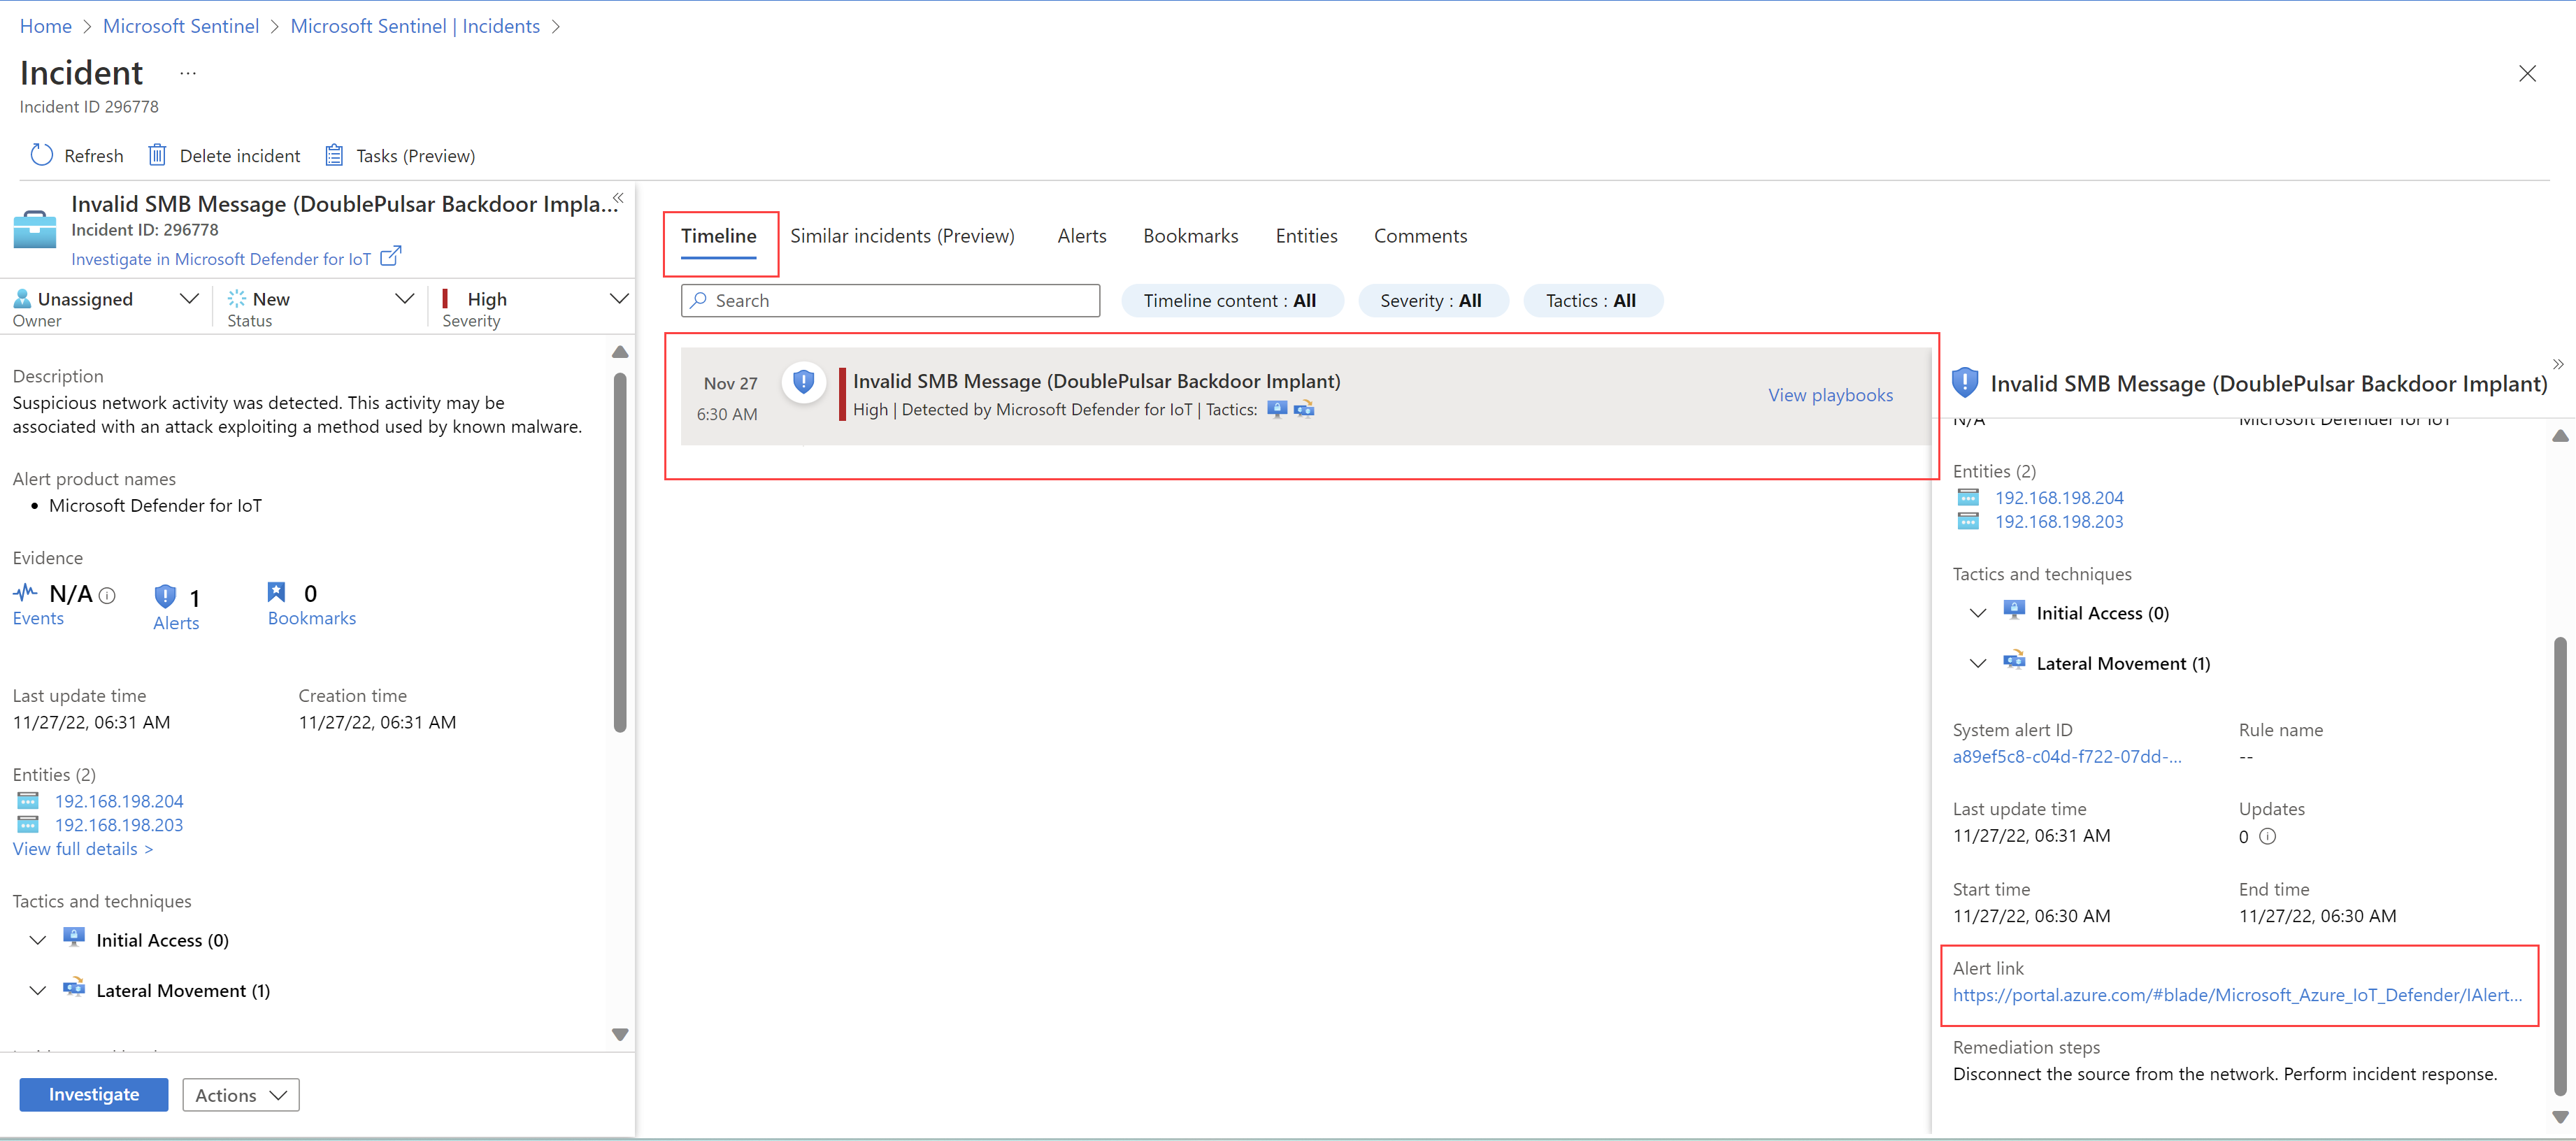 Home > Microsoft Sentinel > Microsoft Sentinel | Incidents >
Incident ...
Incident ID 296778
Refresh Delete incident Tasks (Preview)
Invalid SMB Message (DoublePulsar Backdoor Impla...
Incident ID: 296778
Investigate in Microsoft Defender for IoT
Unassigned
Owner
New
Status
High
Severity
Description
Suspicious network activity was detected. This activity may be
associated with an attack exploiting a method used by known malware.
Alert product names
• Microsoft Defender for IoT
Evidence
N/A
Events
1
Alerts
0
Bookmarks
Last update time
11/27/22, 06:31 AM
Creation time
11/27/22, 06:31 AM
Entities (2)
192.168.198.204
192.168.198.203
View full details >
Tactics and techniques
Initial Access (0)
Lateral Movement (1)
Investigate
Actions
Timeline Similar incidents (Preview) Alerts Bookmarks Entities Comments
Search
Timeline content : All
Severity : All
Tactics : All
Nov 27
6:30 AM
Invalid SMB Message (DoublePulsar Backdoor Implant)
High | Detected by Microsoft Defender for IoT | Tactics:
View playbooks
Invalid SMB Message (DoublePulsar Backdoor Implant)
N/A
Microsoft Defender for IoT
Entities (2)
192.168.198.204
192.168.198.203
Tactics and techniques
Initial Access (0)
Lateral Movement (1)
System alert ID
a89ef5c8-c04d-f722-07dd-...
Rule name
--
Last update time
11/27/22, 06:31 AM
Updates
0
Start time
11/27/22, 06:30 AM
End time
11/27/22, 06:30 AM
Alert link
https://portal.azure.com/#blade/Microsoft_Azure_IoT_Defender/IAlert...
Remediation steps
Disconnect the source from the network. Perform incident response.